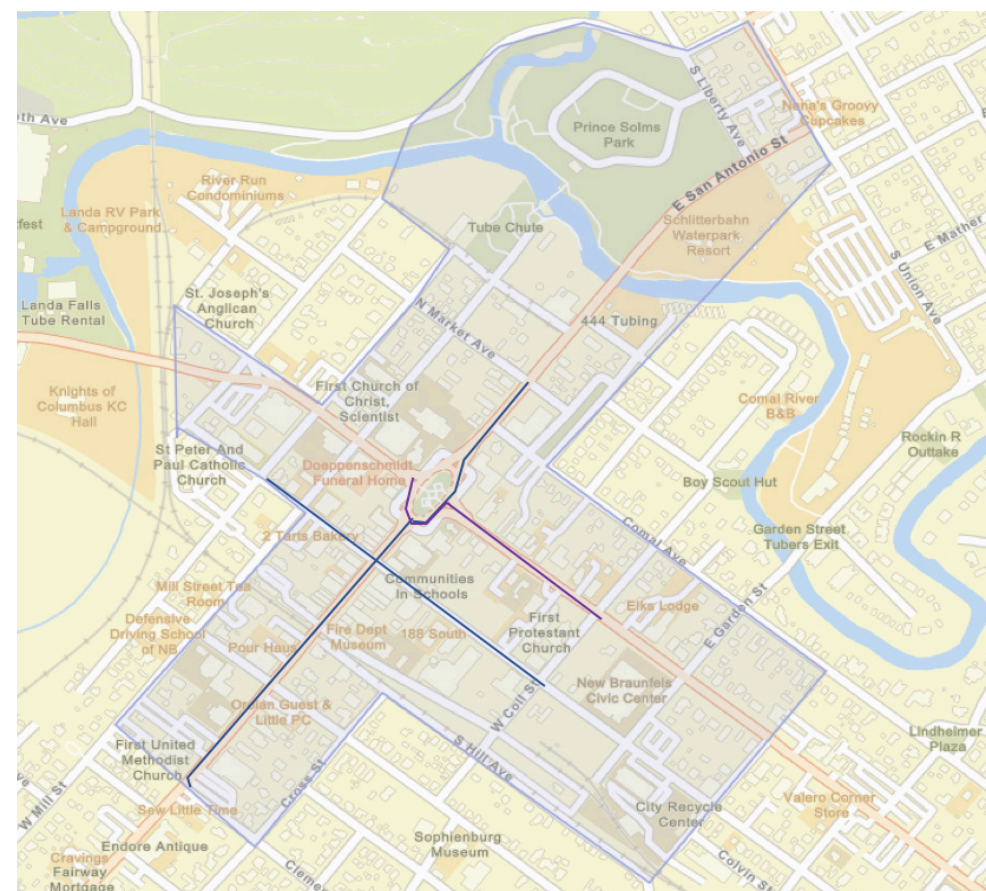 S Liberty Ave
Nana's Groovy
Cupcakes
oth Ave
Prince Solms
Park
E San Antonio St
River Run
Condominiums
Landa RV Park
& Campground
tfest
Tube Chute
Schlitterbahn
Waterpark
Resort
E Mather
S Union Ave
St. Joseph's
Anglican
Church
Landa Falls
Tube Rental
N Market Ave
444 Tubing
First Church of
Christ,
Scientist
Knights of
Columbus KC
Hall
Comal River
B&B
St Peter And
Paul Catholic
Church
Doeppenschmidt
Funeral Home
Rockin R
Outtake
Boy Scout Hut
Comal Ave
Garden Street
Tubers Exit
2 Tarts Bakery
Communities
In Schools
Mill Street Tea
Room
Elks Lodge
E Garden St
Defensive
Driving School
of NB
Fire Dept
Museum
188 South
First
Protestant
Church
Pour Haus
New Braunfels
Civic Center
Orplan Guest &
Little PC
W Coll St
Lindheimer
Plaza
First United
Methodist
Church
S Hill Ave
Cross St
W Mill St
Sew Little Time
City Recycle
Center
Valero Corner
Store
Endore Antique
Sophienburg
Museum
Cravings
Fairway
Mortgage
Colvin St